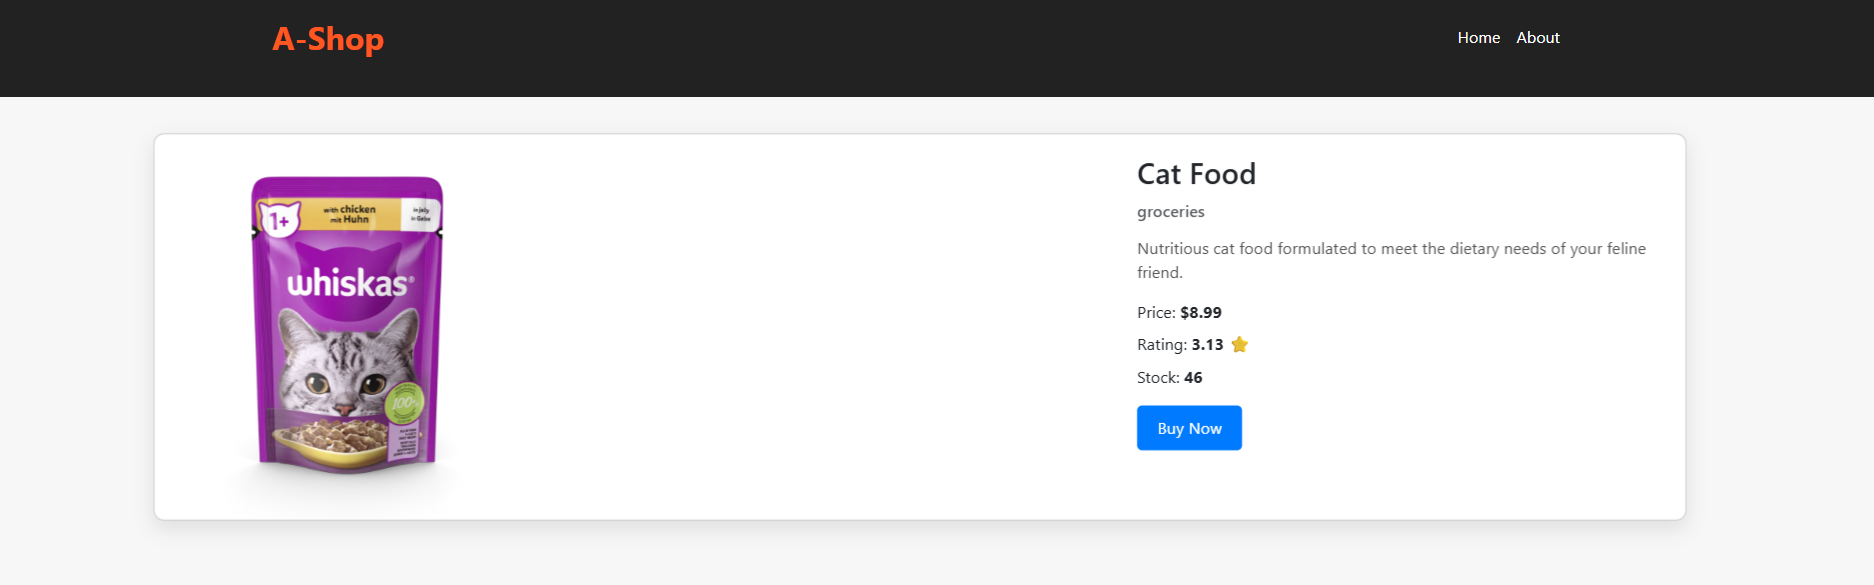 A-Shop
Home About
1+
with chicken
mit Huhn
in jelly
in Gelee
whiskas®
100%
Cat Food
groceries
Nutritious cat food formulated to meet the dietary needs of your feline
friend.
Price: $8.99
Rating: 3.13
Stock: 46
Buy Now